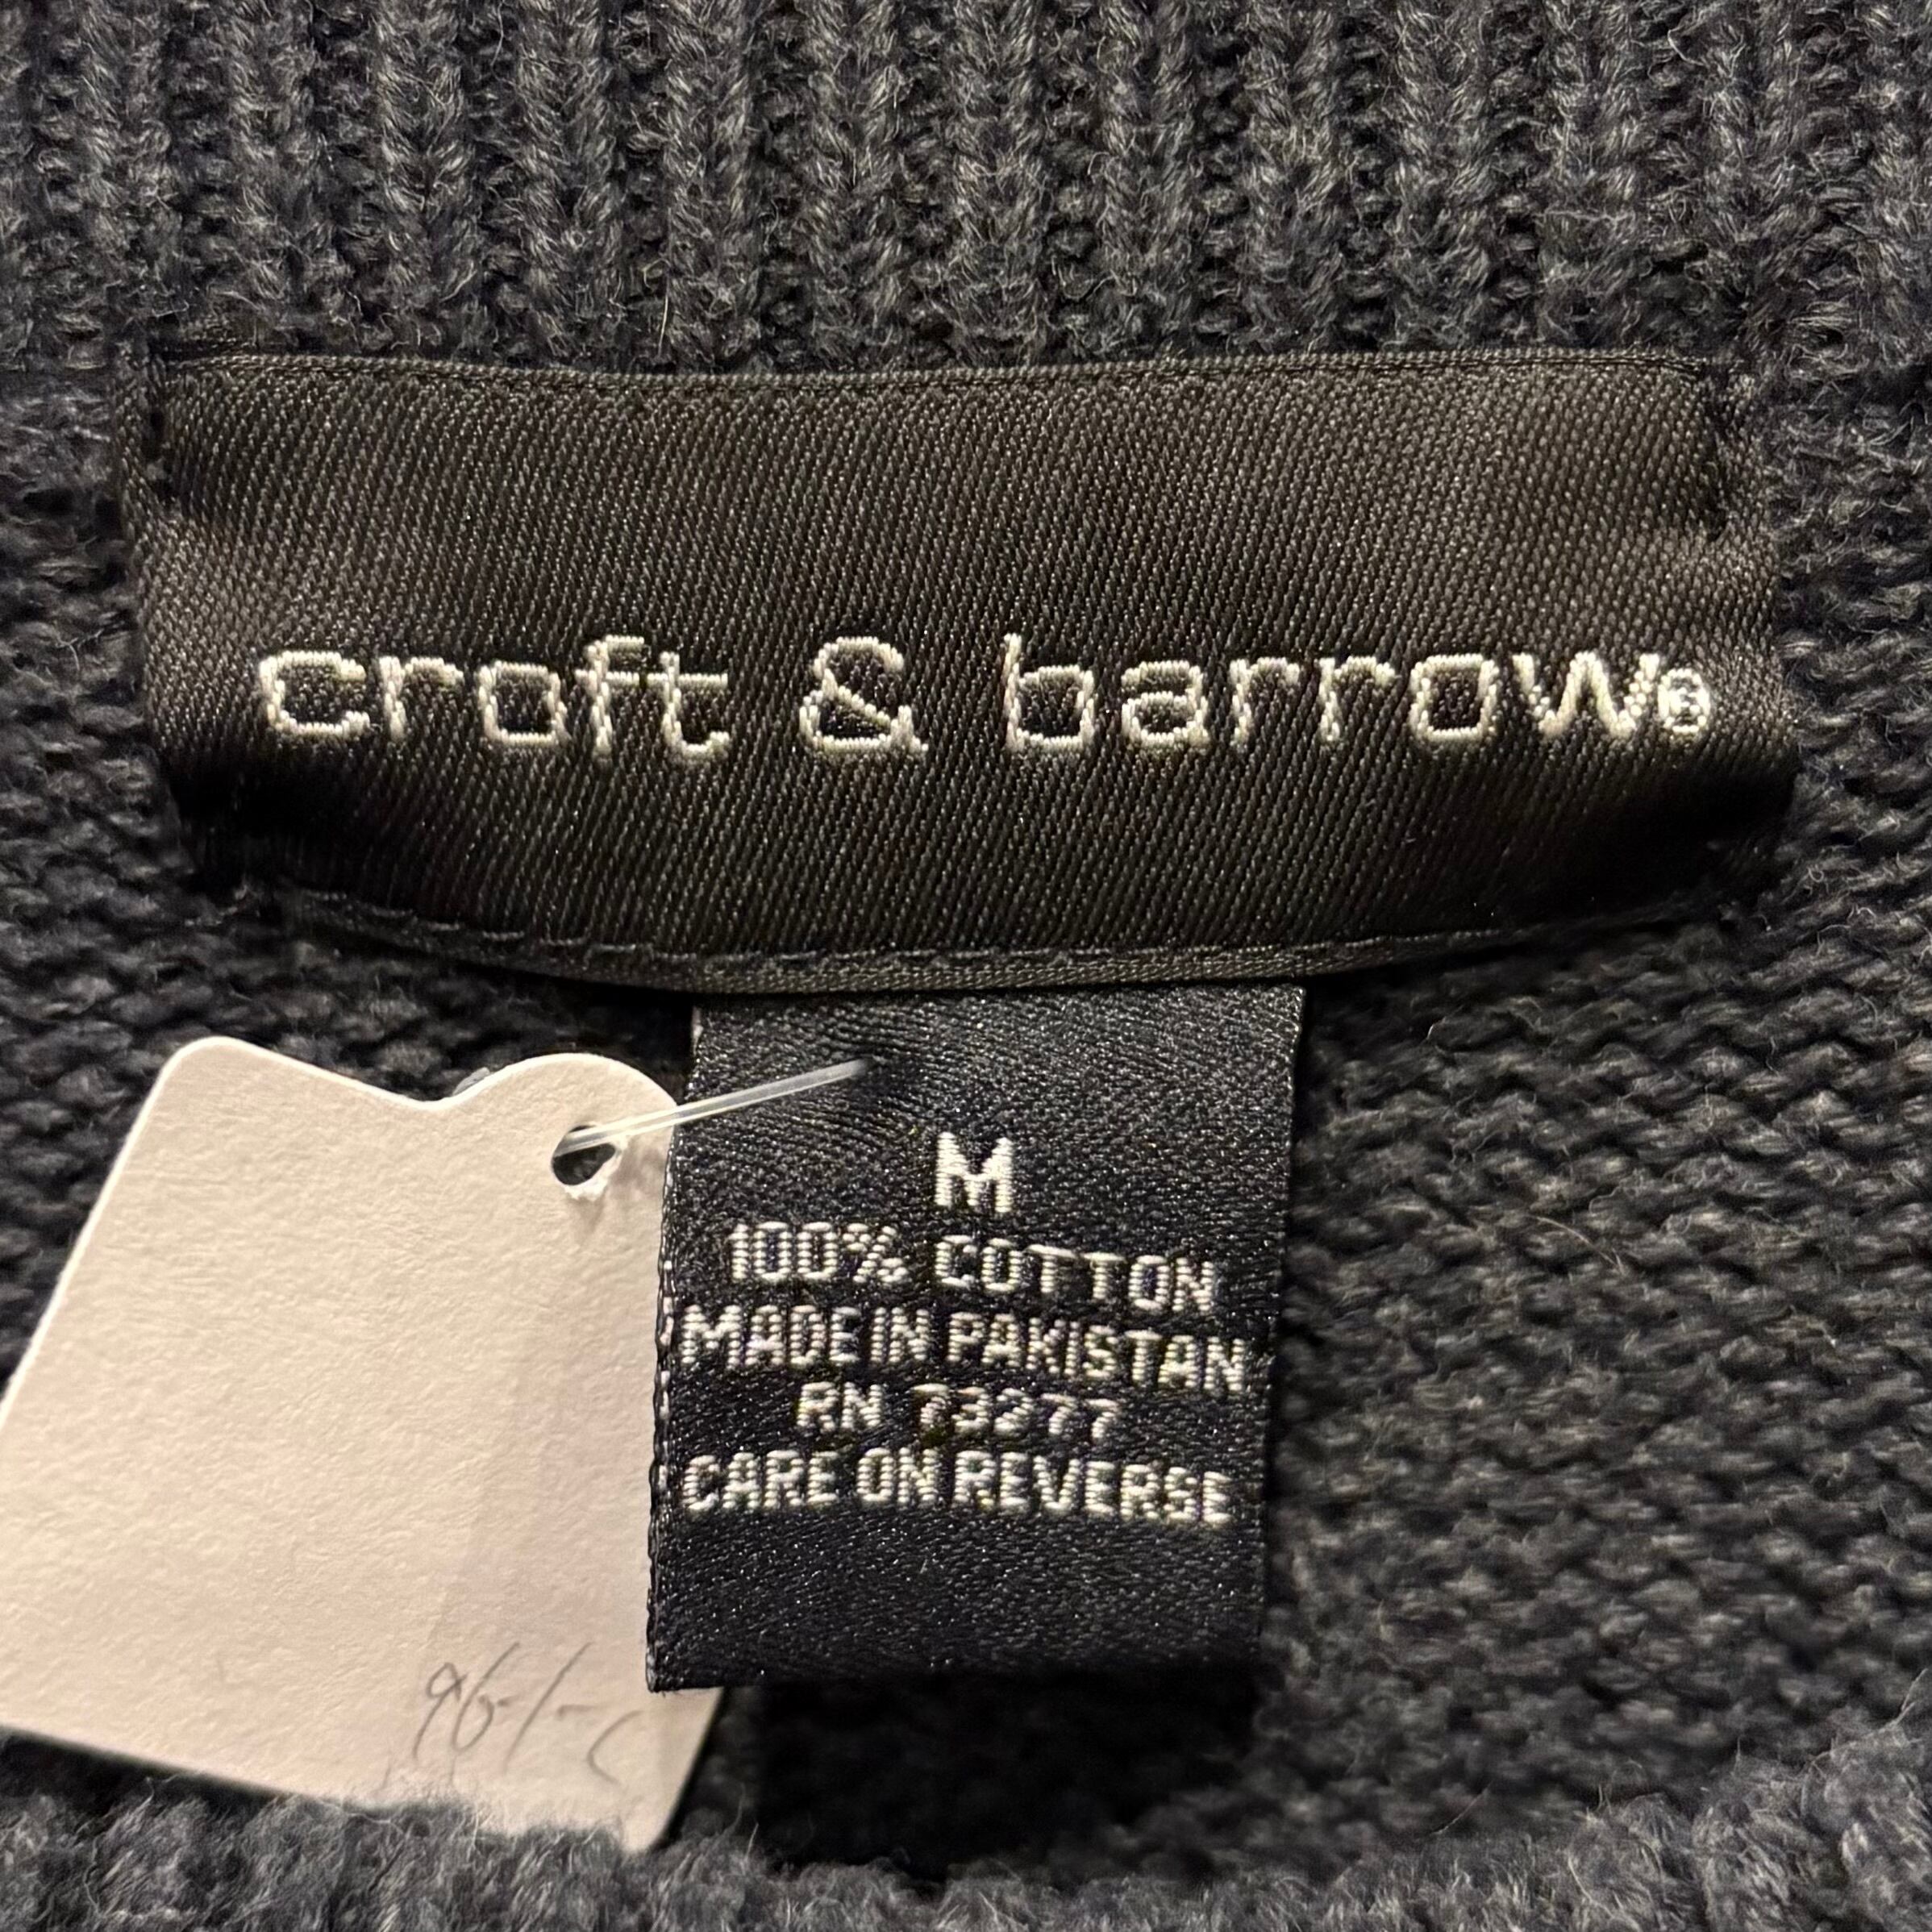 croft & barrow®
M
100% COTTON
MADE IN PAKISTAN
RN 73277
CARE ON REVERSE